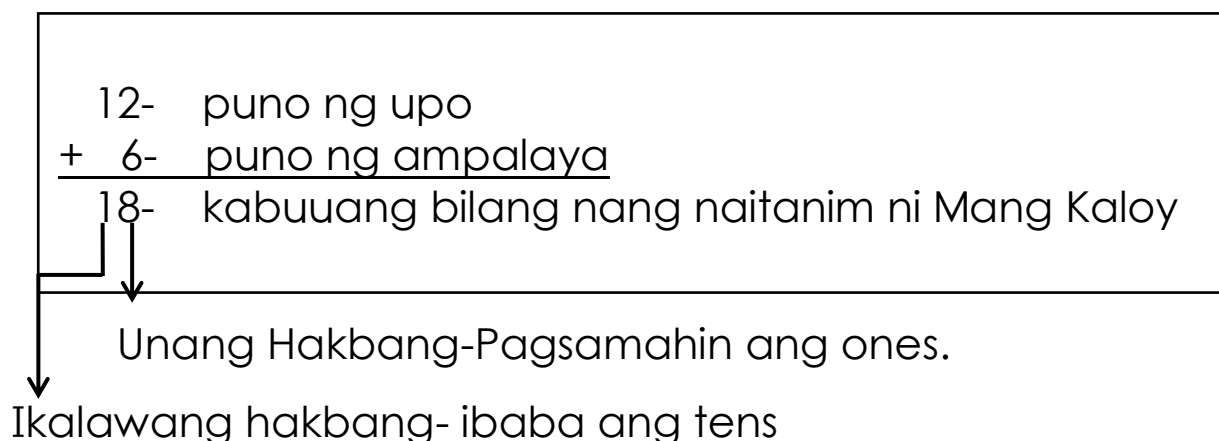 12- puno ng upo
+ 6- puno ng ampalaya
18- kabuuang bilang nang naitanim ni Mang Kaloy
Unang Hakbang-Pagsamahin ang ones.
Ikalawang hakbang- ibaba ang tens